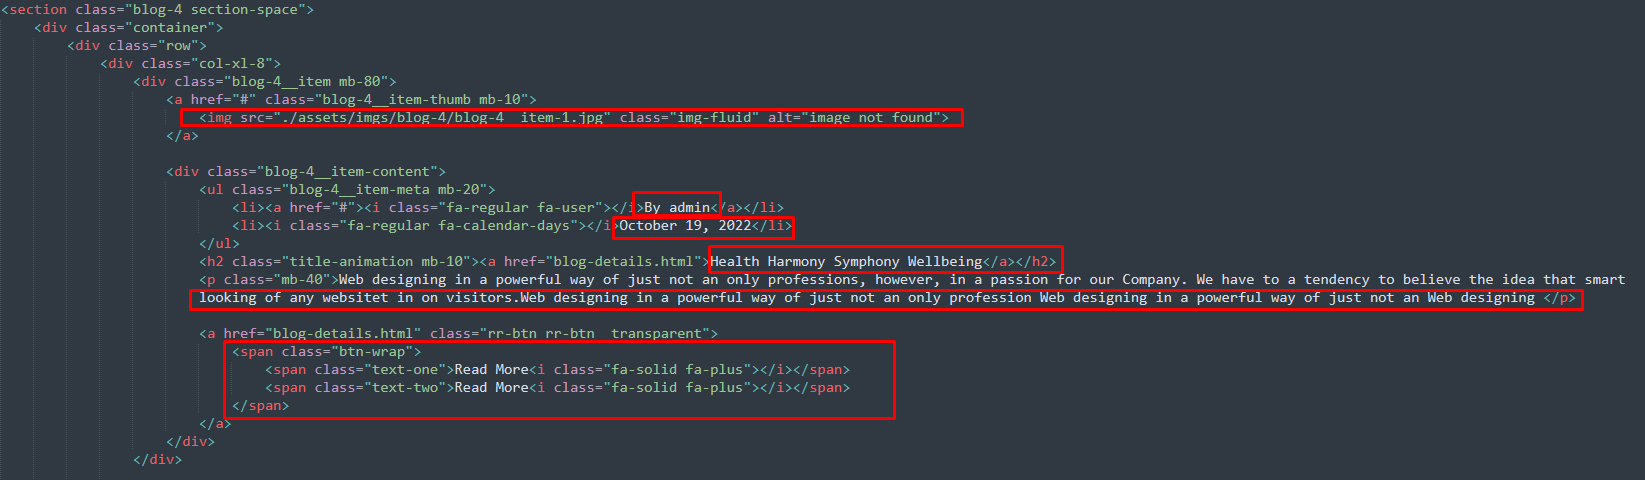 <section class="blog-4 section-space">
<div class="container">
<div class="row">
<div class="col-xl-8">
<div class="blog-4__item mb-80">
<a href="#" class="blog-4__item-thumb mb-10">
<img src="./assets/imgs/blog-4/blog-4__item-1.jpg" class="img-fluid" alt="image not found">
</a>
<div class="blog-4__item-content">
<ul class="blog-4__item-meta mb-20">
<li><a href="#"><i class="fa-regular fa-user"></i>By admin</a></li>
<li><i class="fa-regular fa-calendar-days"></i>October 19, 2022</li>
</ul>
<h2 class="title-animation mb-10"><a href="blog-details.html">Health Harmony Symphony Wellbeing</a></h2>
<p class="mb-40">Web designing in a powerful way of just not an only professions, however, in a passion for our Company. We have to a tendency to believe the idea that smart
looking of any websitet in on visitors.Web designing in a powerful way of just not an only profession Web designing in a powerful way of just not an Web designing </p>
<a href="blog-details.html" class="rr-btn rr-btn__transparent">
<span class="btn-wrap">
<span class="text-one">Read More<i class="fa-solid fa-plus"></i></span>
<span class="text-two">Read More<i class="fa-solid fa-plus"></i></span>
</span>
</a>
</div>
</div>